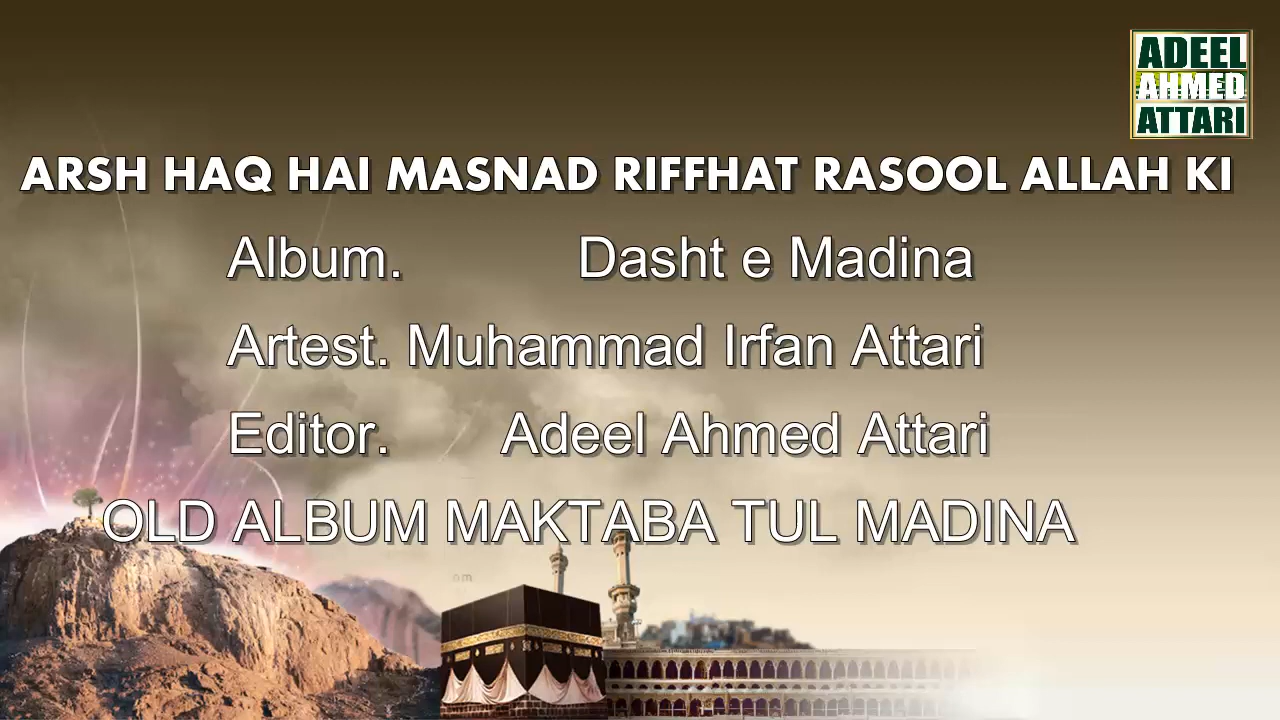 ADEEL
AHMED
ATTARI
ARSH HAQ HAI MASNAD RIFFHAT RASOOL ALLAH KI
Album. Dasht e Madina
Artest. Muhammad Irfan Attari
Editor. Adeel Ahmed Attari
OLD ALBUM MAKTABA TUL MADINA
om